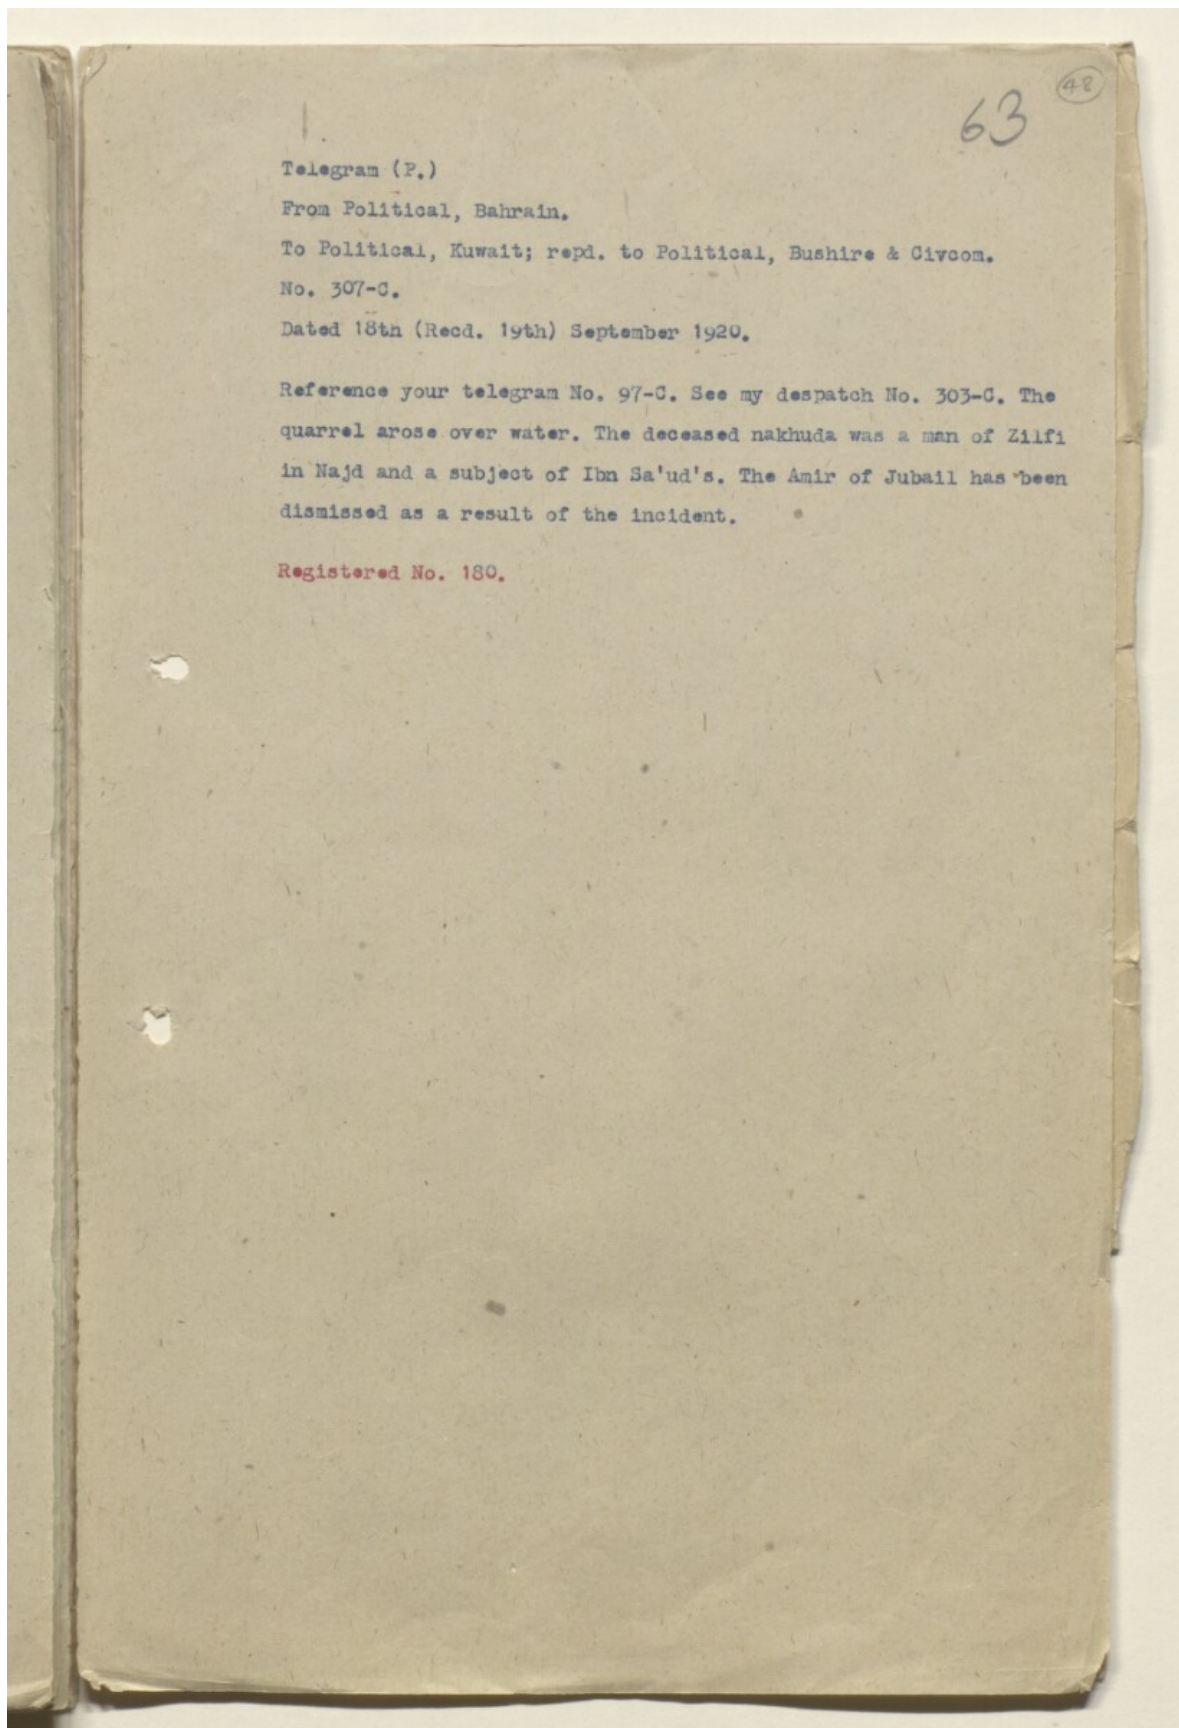 48
63
Telegram (P.)
From Political, Bahrain.
To Political, Kuwait; repd. to Political, Bushire & Civcom.
No. 307-C.
Dated 18th (Recd. 19th) September 1920.
Reference your telegram No. 97-C. See my despatch No. 303-C. The
quarrel arose over water. The deceased nakhuda was a man of Zilfi
in Najd and a subject of Ibn Sa'ud's. The Amir of Jubail has been
dismissed as a result of the incident.
Registered No. 180.